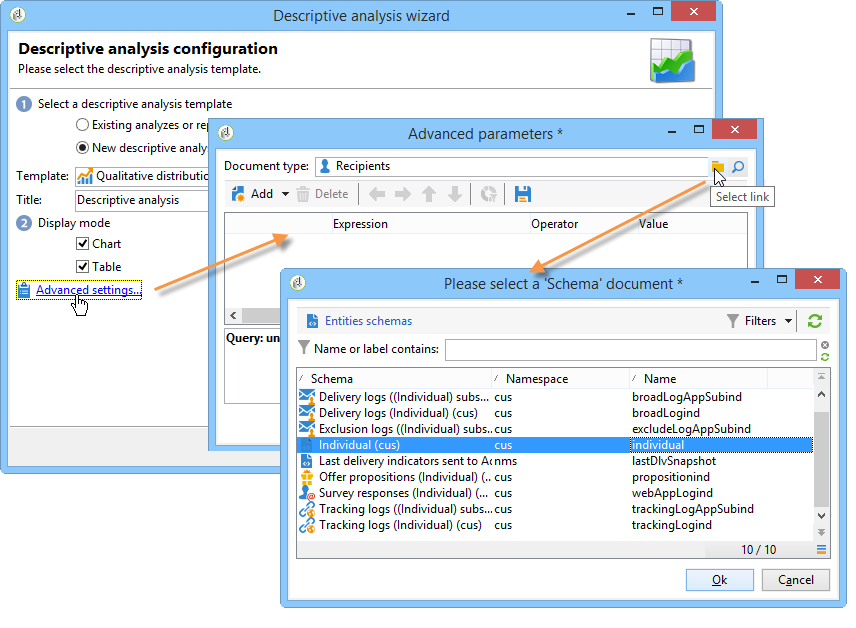 Descriptive analysis wizard
Descriptive analysis configuration
Please select the descriptive analysis template.
1 Select a descriptive analysis template
Existing analyzes or rep
New descriptive analy
Template: Qualitative distributio
Title: Descriptive analysis
2 Display mode
Chart
Table
Advanced settings...
Advanced parameters *
Document type: Recipients
Select link
Add Delete
Expression Operator Value
Query: un
Please select a 'Schema' document *
Entities schemas Filters
Name or label contains:
Schema Namespace Name
Delivery logs ((Individual) subs... cus broadLogAppSubind
Delivery logs (Individual) (cus) cus broadLogind
Exclusion logs ((Individual) subs... cus excludeLogAppSubind
Individual (cus) cus individual
Last delivery indicators sent to Ad nms lastDlvSnapshot
Offer propositions (Individual) (... cus propositionind
Survey responses (Individual) (... cus webAppLogind
Tracking logs ((Individual) subs... cus trackingLogAppSubind
Tracking logs (Individual) (cus) cus trackingLogind
10 / 10
Ok Cancel